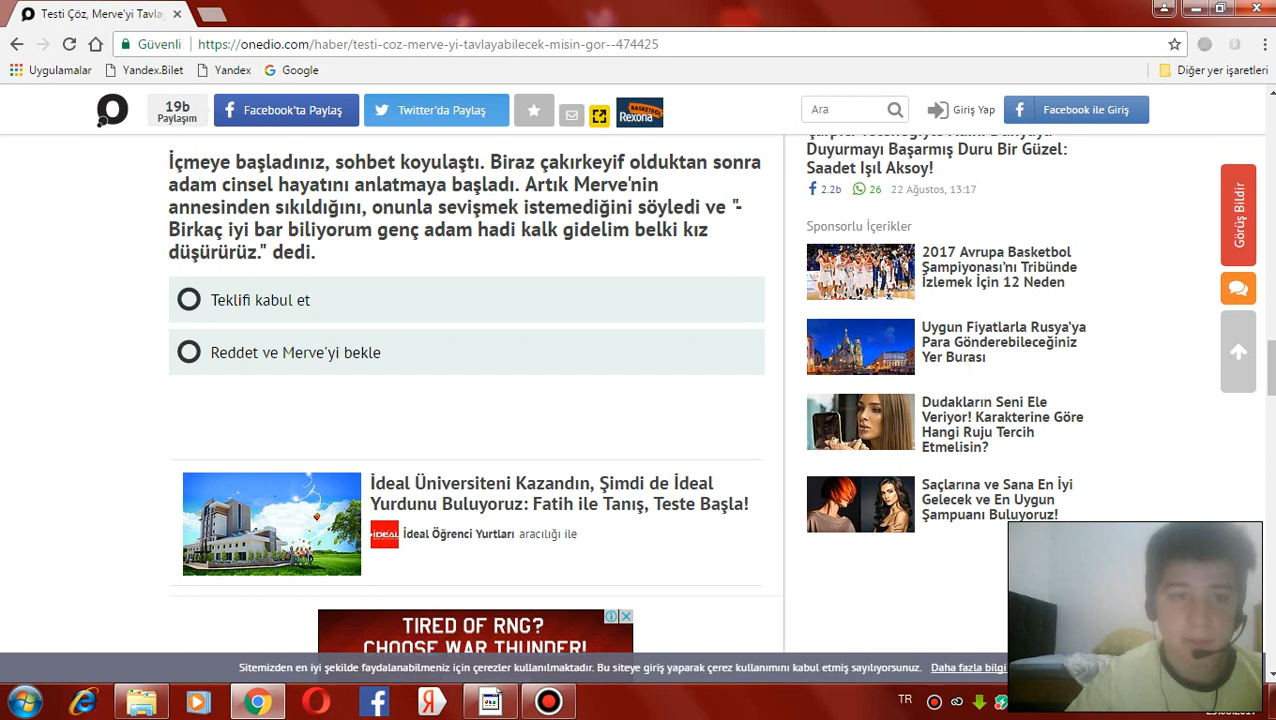 Testi Çöz, Merve'yi Tavla
Güvenli
https://onedio.com/haber/testi-coz-merve-yi-tavlayabilecek-misin-gor--474425
Uygulamalar
Yandex.Bilet
Yandex
Google
Diğer yer işaretleri
19b
Paylaşım
Facebook'ta Paylaş
Twitter'da Paylaş
BASKETBOL
Rexona
Ara
Giriş Yap
Facebook ile Giriş
İçmeye başladınız, sohbet koyulaştı. Biraz çakırkeyif olduktan sonra
adam cinsel hayatını anlatmaya başladı. Artık Merve'nin
annesinden sıkıldığını, onunla sevişmek istemediğini söyledi ve "-
Birkaç iyi bar biliyorum genç adam hadi kalk gidelim belki kız
düşürürüz." dedi.
Teklifi kabul et
Reddet ve Merve'yi bekle
İdeal Üniversiteni Kazandın, Şimdi de İdeal
Yurdunu Buluyoruz: Fatih ile Tanış, Teste Başla!
İDEAL
İdeal Öğrenci Yurtları aracılığı ile
TIRED OF RNG?
CHOOSE WAR THUNDER!
Duyurmayı Başarmış Duru Bir Güzel:
Saadet Işıl Aksoy!
2.2b
26
22 Ağustos, 13:17
Sponsorlu İçerikler
2017 Avrupa Basketbol
Şampiyonası'nı Tribünde
İzlemek İçin 12 Neden
Uygun Fiyatlarla Rusya'ya
Para Gönderebileceğiniz
Yer Burası
Dudakların Seni Ele
Veriyor! Karakterine Göre
Hangi Ruju Tercih
Etmelisin?
Saçlarına ve Sana En İyi
Gelecek ve En Uygun
Şampuanı Buluyoruz!
Görüş Bildir
Sitemizden en iyi şekilde faydalanabilmeniz için çerezler kullanılmaktadır. Bu siteye giriş yaparak çerez kullanımını kabul etmiş sayılıyorsunuz.
Daha fazla bilgi
TR